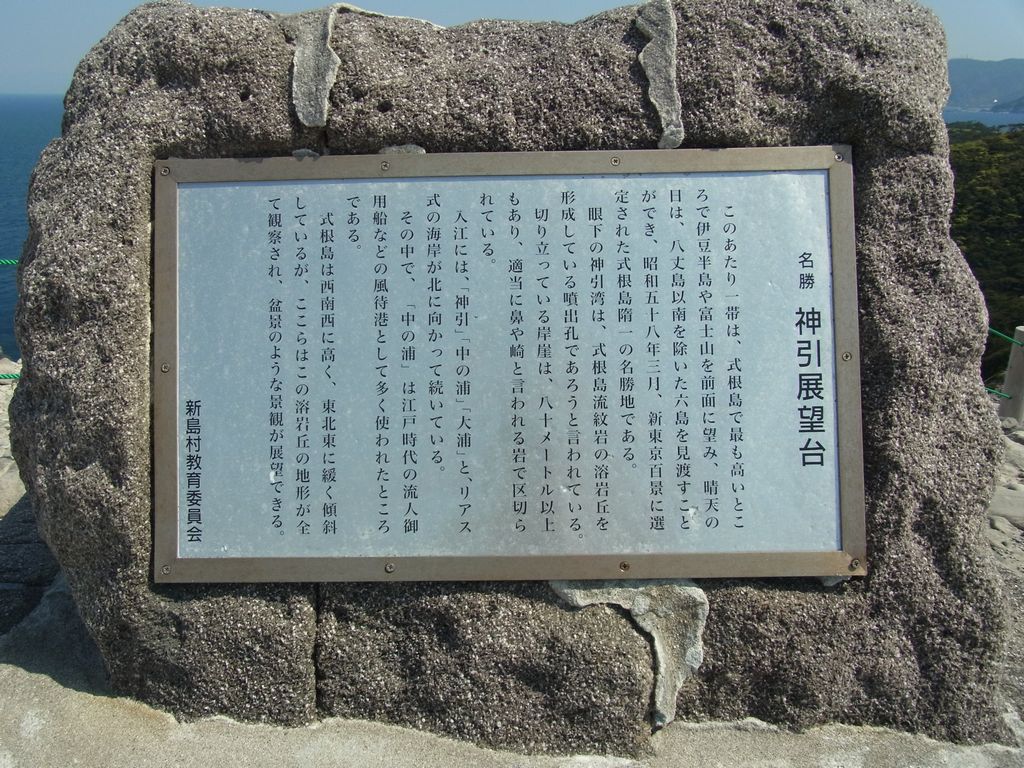 名勝 神引展望台
このあたり一帯は、式根島で最も高いとこ
ろで伊豆半島や富士山を前面に望み、晴天の
日は、八丈島以南を除いた六島を見渡すこと
ができ、昭和五十八年三月、新東京百景に選
定された式根島隋一の名勝地である。
眼下の神引湾は、式根島流紋岩の溶岩丘を
形成している噴出孔であろうと言われている。
切り立っている岸崖は、八十メートル以上
もあり、適当に鼻や崎と言われる岩で区切ら
れている。
入江には、「神引」「中の浦」「大浦」と、リアス
式の海岸が北に向かって続いている。
その中で、「中の浦」は江戸時代の流人御
用船などの風待港として多く使われたところ
である。
式根島は西南西に高く、東北東に緩く傾斜
しているが、ここらはこの溶岩丘の地形が全
て観察され、盆景のような景観が展望できる。
新島村教育委員会